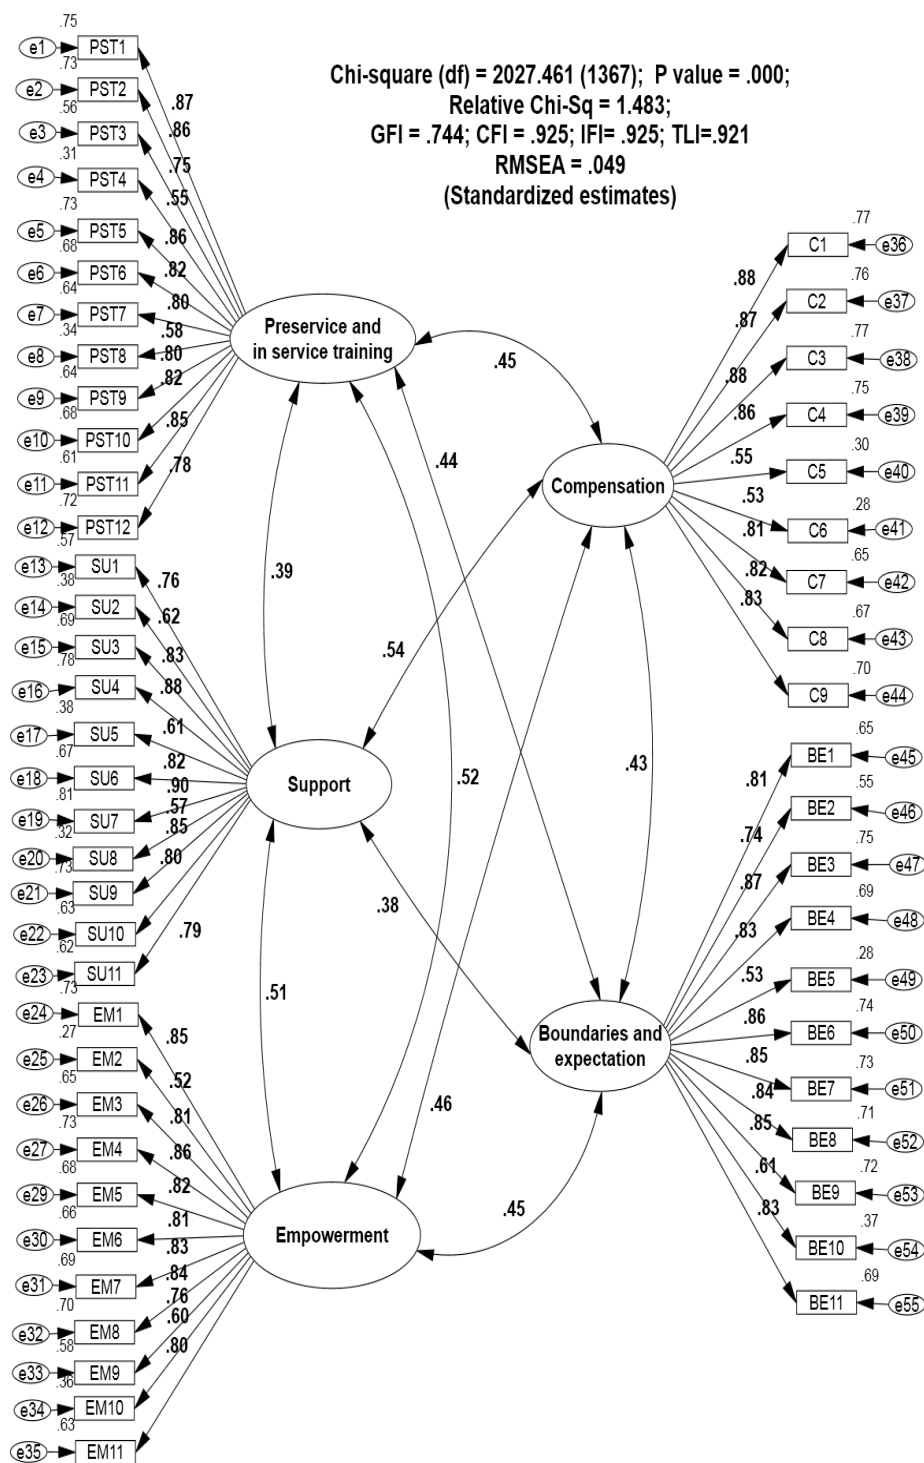 Chi-square (df) = 2027.461 (1367);  P value = .000;
Relative Chi-Sq = 1.483;
GFI = .744; CFI = .925; IFI= .925; TLI=.921
RMSEA = .049
(Standardized estimates)
.75
e1 PST1
.73
e2 PST2
.56
e3 PST3
.31
e4 PST4
.73
e5 PST5
.68
e6 PST6
.64
e7 PST7
.34
e8 PST8
.64
e9 PST9
.68
e10 PST10
.61
e11 PST11
.72
e12 PST12
.87
.86
.75
.55
.86
.82
.80
.58
.80
.82
.85
.78
Preservice and
in service training
.57
e13 SU1
.38
e14 SU2
.69
e15 SU3
.78
e16 SU4
.38
e17 SU5
.67
e18 SU6
.81
e19 SU7
.32
e20 SU8
.73
e21 SU9
.63
e22 SU10
.62
e23 SU11
.76
.62
.83
.88
.61
.82
.90
.57
.85
.80
.79
Support
.73
e24 EM1
.27
e25 EM2
.65
e26 EM3
.73
e27 EM4
.68
e29 EM5
.66
e30 EM6
.69
e31 EM7
.70
e32 EM8
.58
e33 EM9
.36
e34 EM10
.63
e35 EM11
.85
.52
.81
.86
.82
.81
.83
.84
.76
.60
.80
Empowerment
.45
.44
.39
.54
.52
.43
.38
.51
.46
.45
Compensation
.88
.87
.88
.86
.55
.53
.81
.82
.83
.77
C1 e36
.76
C2 e37
.77
C3 e38
.75
C4 e39
.30
C5 e40
.28
C6 e41
.65
C7 e42
.67
C8 e43
.70
C9 e44
Boundaries and
expectation
.81
.74
.87
.83
.53
.86
.85
.84
.85
.61
.83
.65
BE1 e45
.55
BE2 e46
.75
BE3 e47
.69
BE4 e48
.28
BE5 e49
.74
BE6 e50
.73
BE7 e51
.71
BE8 e52
.72
BE9 e53
.37
BE10 e54
.69
BE11 e55